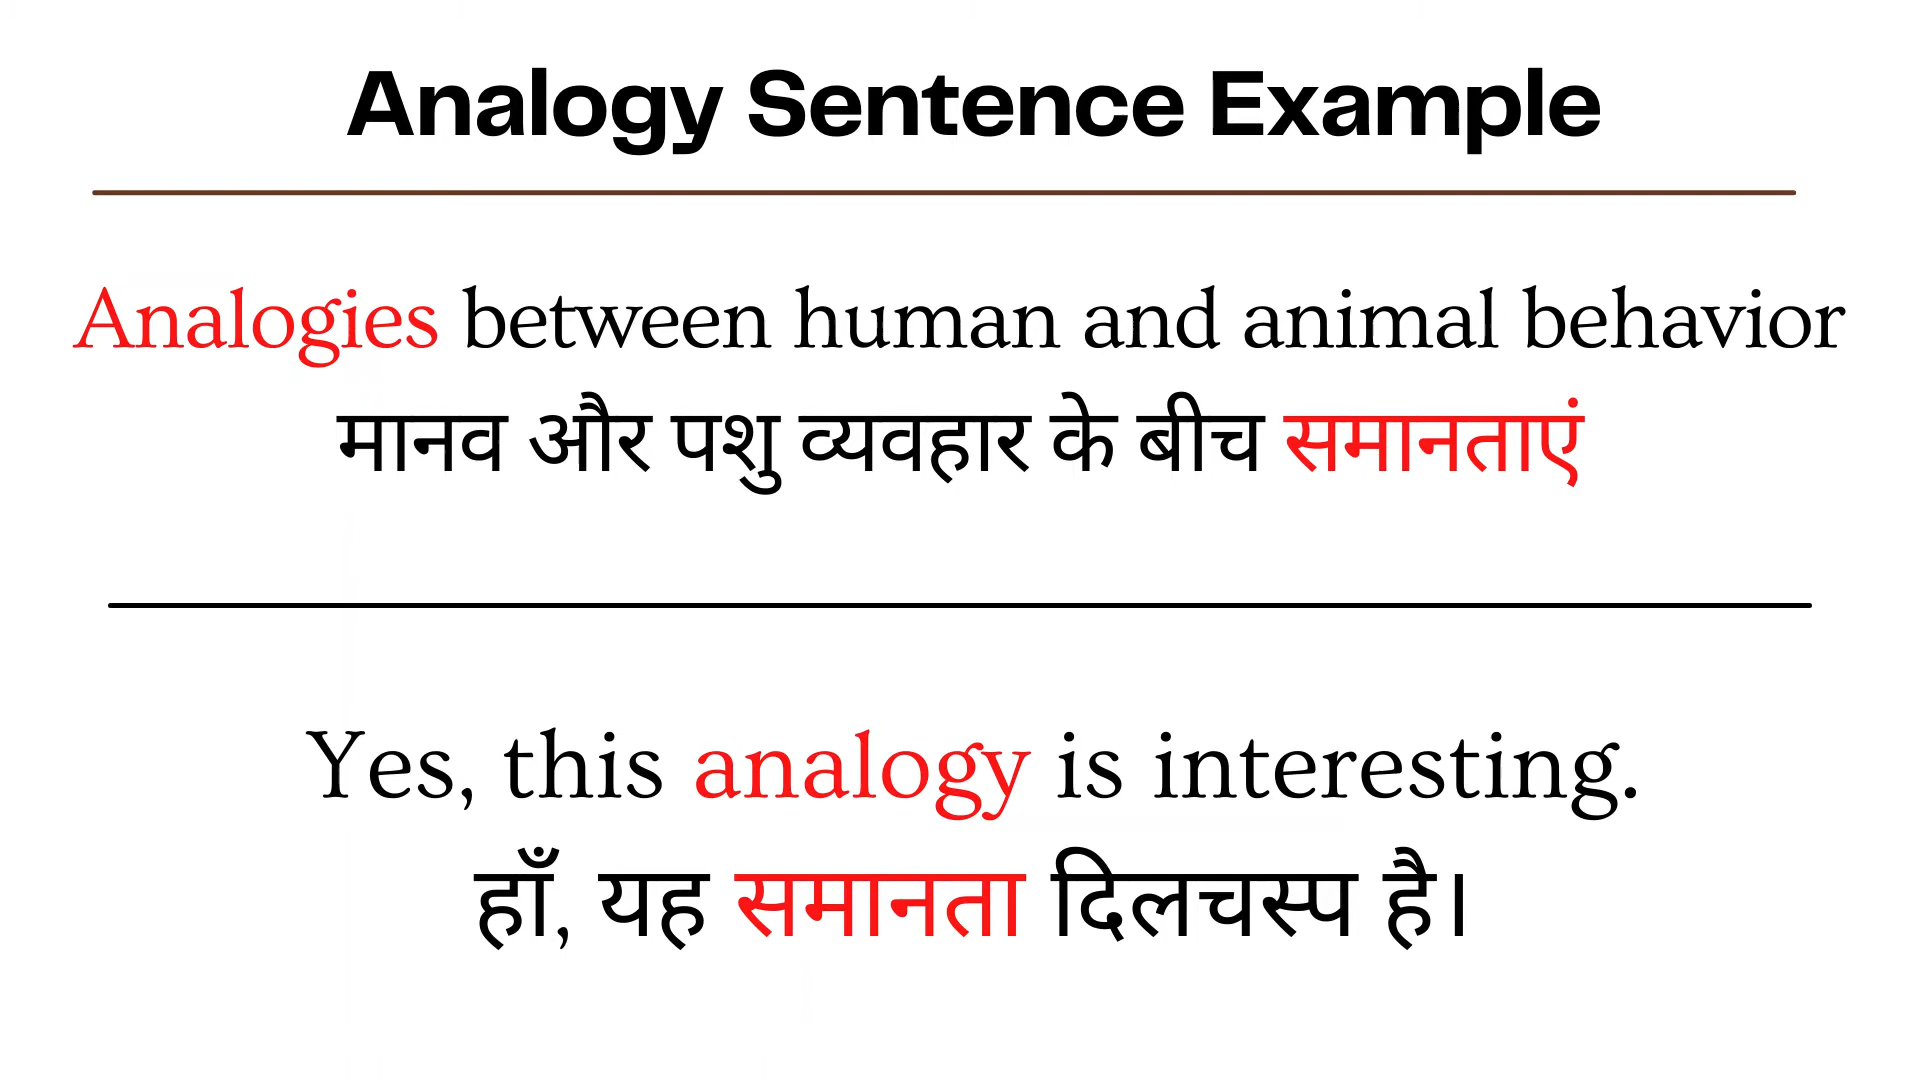 Analogy Sentence Example
Analogies between human and animal behavior
मानव और पशु व्यवहार के बीच समानताएं
Yes, this analogy is interesting.
हाँ, यह समानता दिलचस्प है।